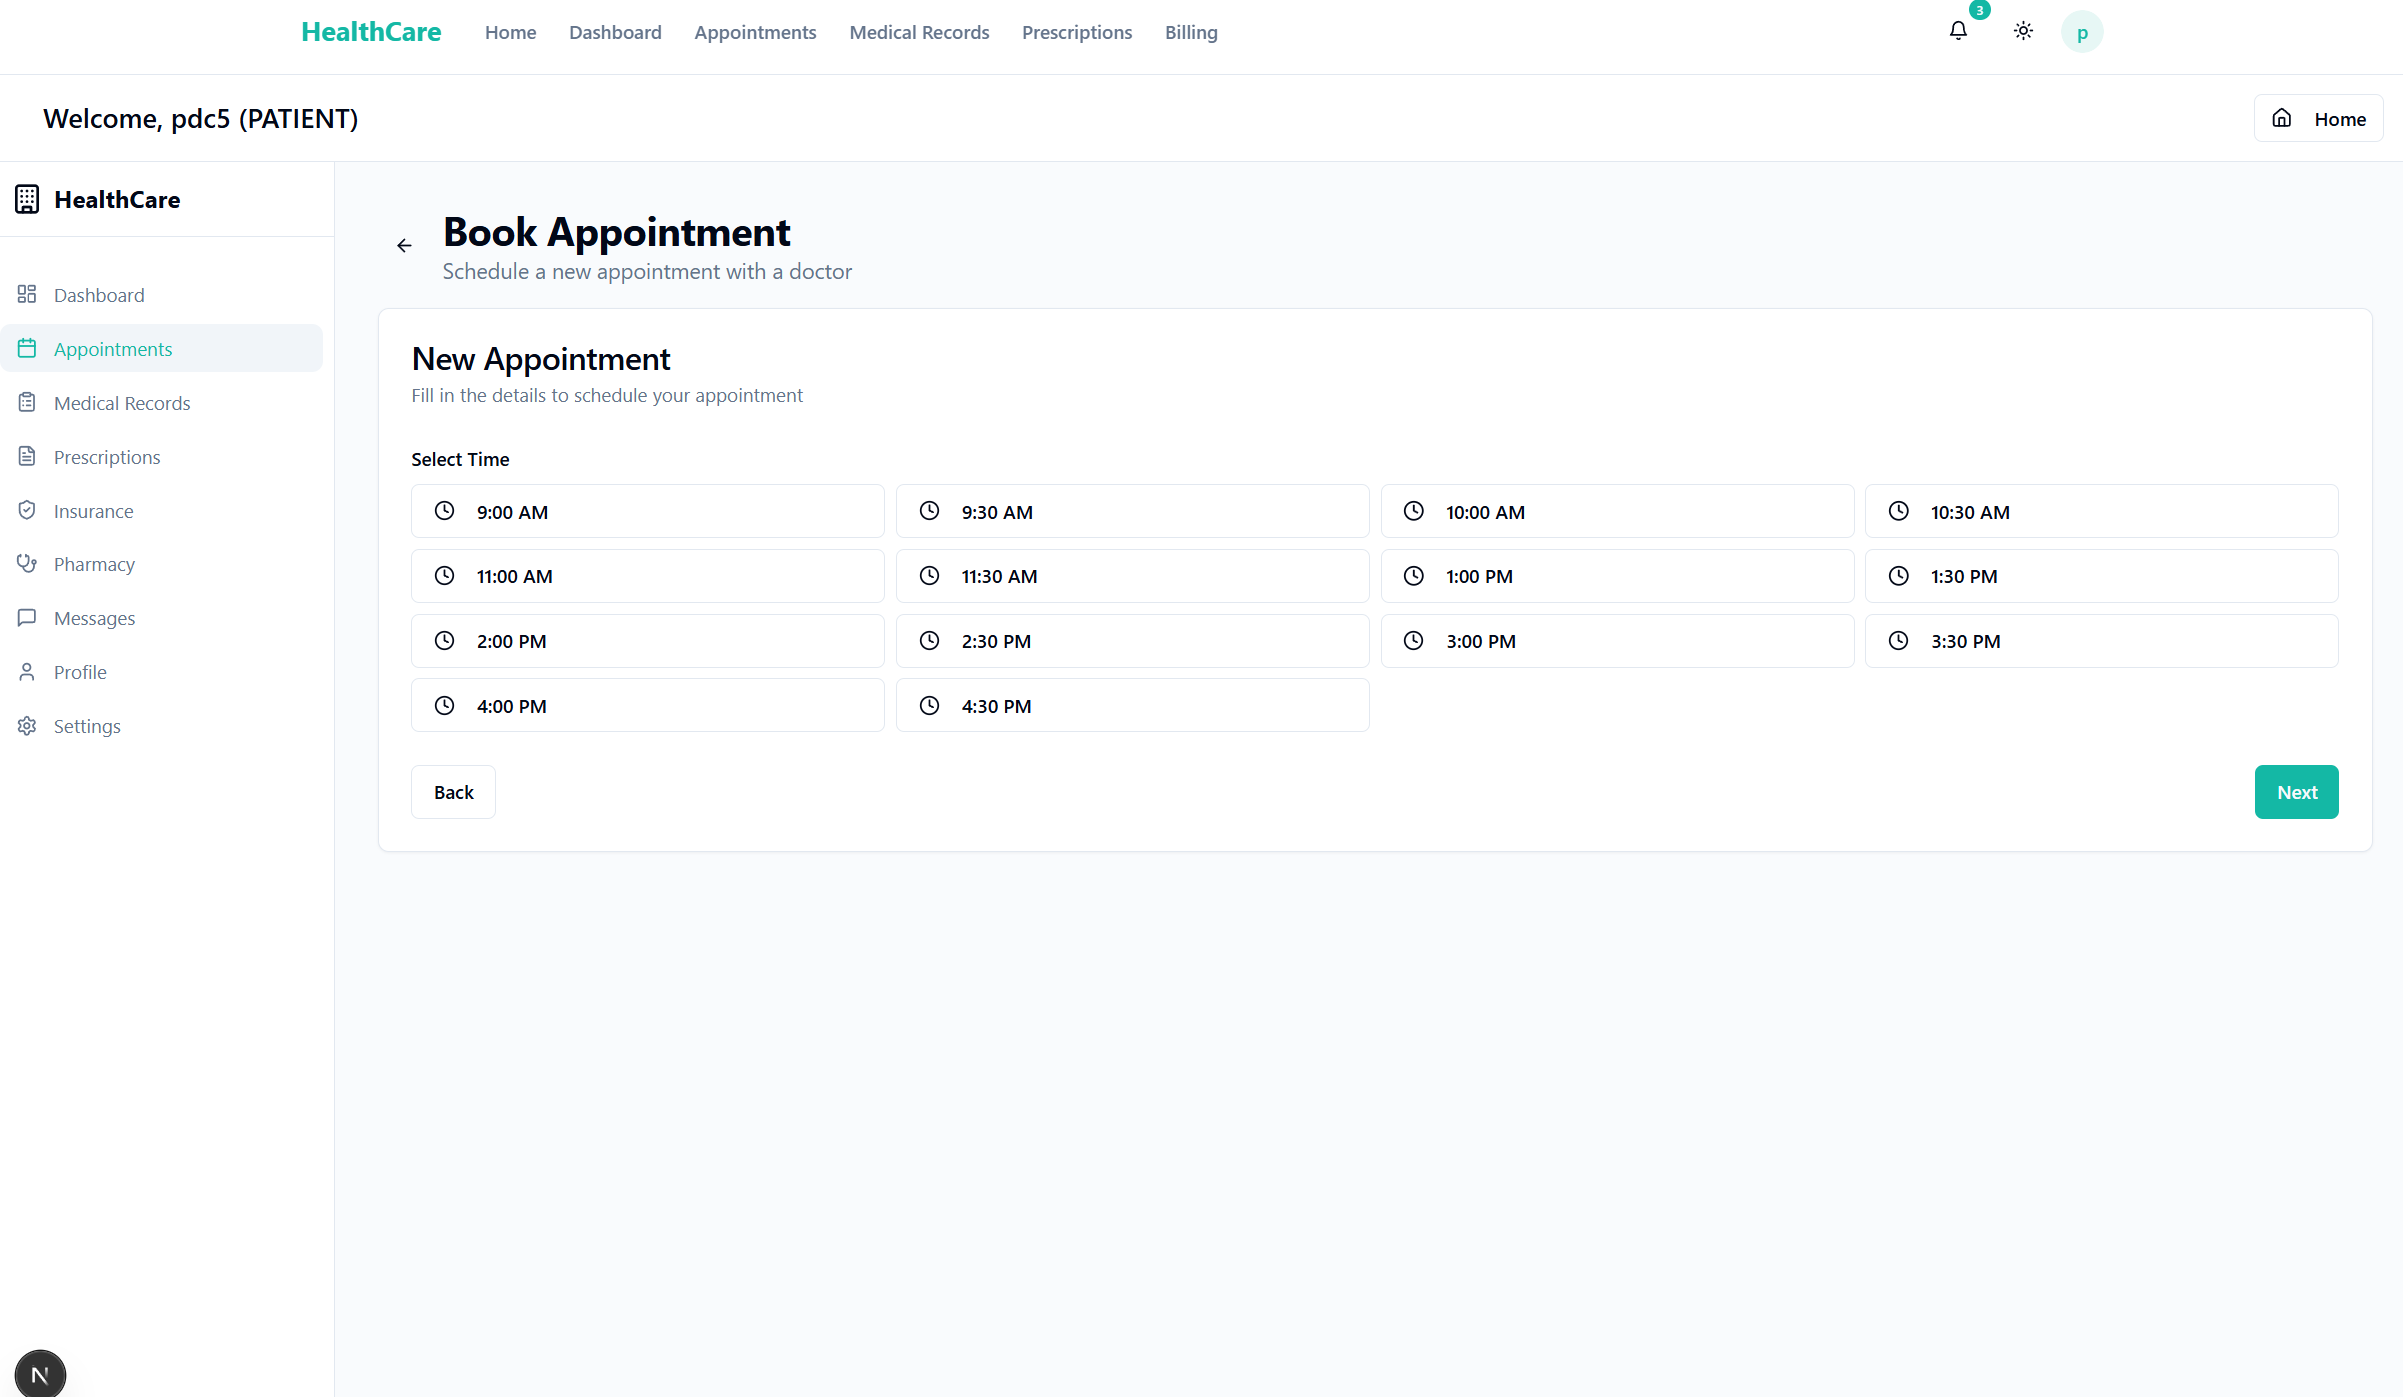 HealthCare Home Dashboard Appointments Medical Records Prescriptions Billing 3 p
Welcome, pdc5 (PATIENT) Home
HealthCare
Dashboard
Appointments
Medical Records
Prescriptions
Insurance
Pharmacy
Messages
Profile
Settings
N
Book Appointment
Schedule a new appointment with a doctor
New Appointment
Fill in the details to schedule your appointment
Select Time
9:00 AM 9:30 AM 10:00 AM 10:30 AM
11:00 AM 11:30 AM 1:00 PM 1:30 PM
2:00 PM 2:30 PM 3:00 PM 3:30 PM
4:00 PM 4:30 PM
Back Next